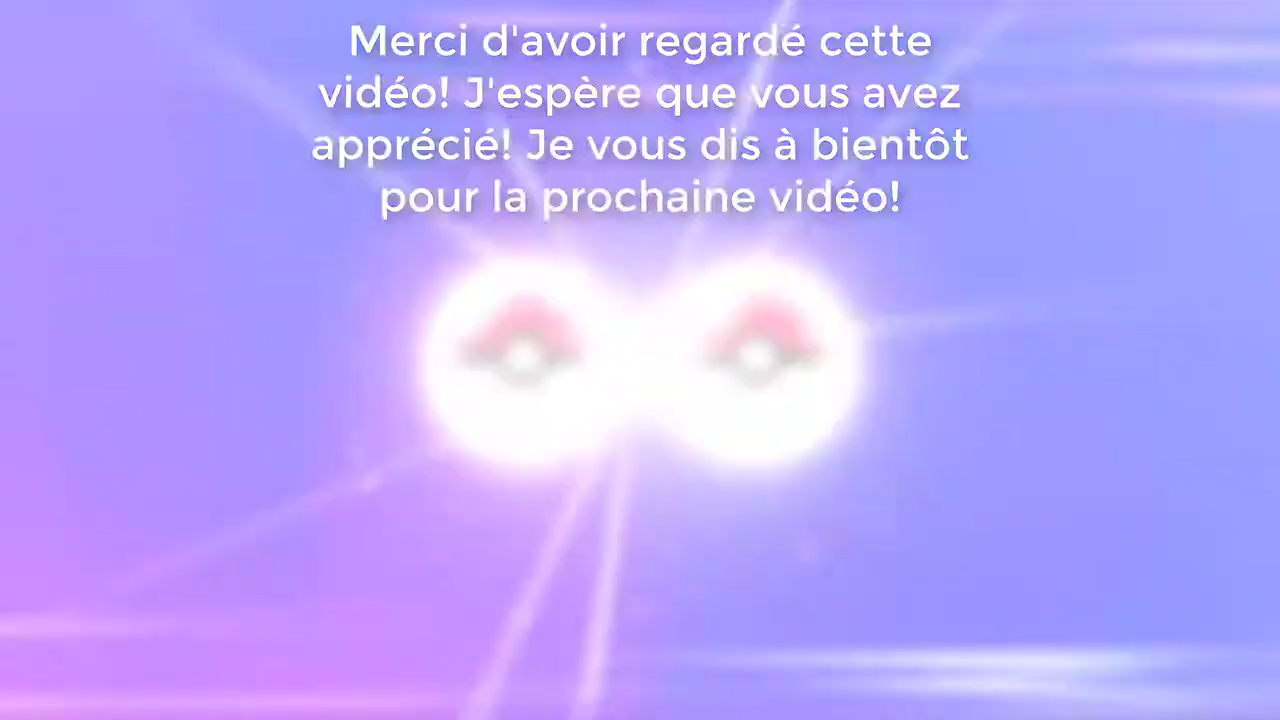 Merci d'avoir regardé cette
vidéo! J'espère que vous avez
apprécié! Je vous dis à bientôt
pour la prochaine vidéo!